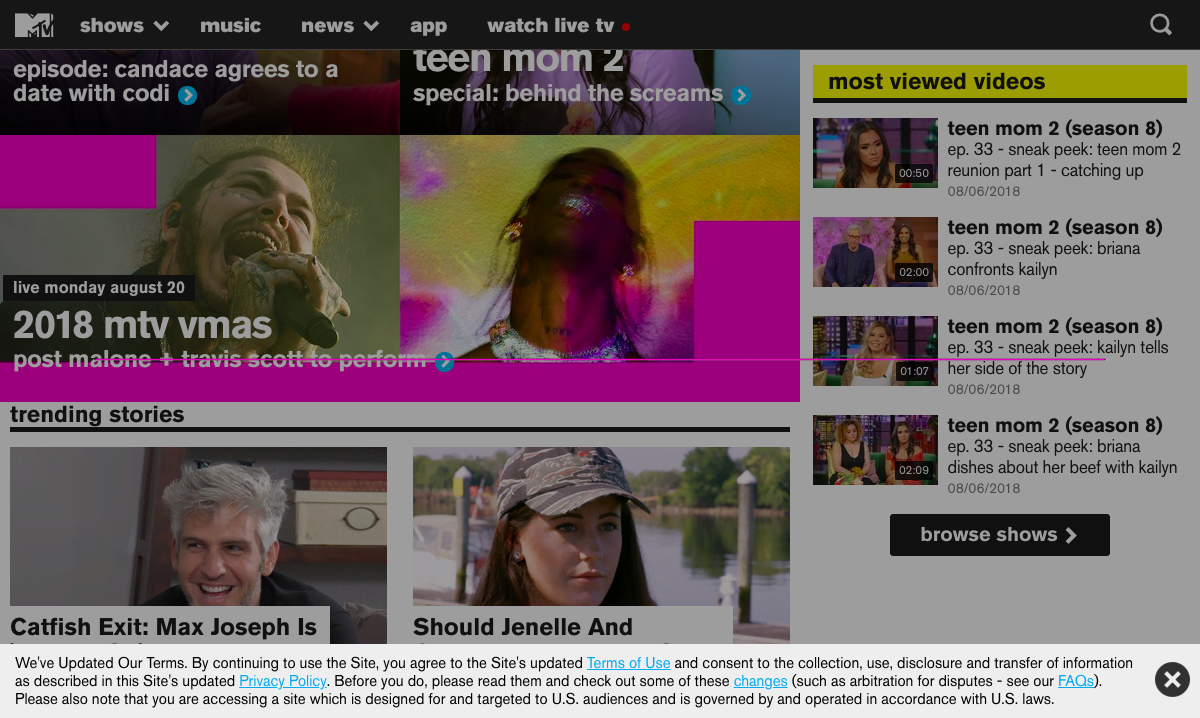 MTV
shows
music
news
app
watch live tv
episode: candace agrees to a
date with codi
teen mom 2
special: behind the screams
live monday august 20
2018 mtv vmas
post malone + travis scott to perform
most viewed videos
00:50
teen mom 2 (season 8)
ep. 33 - sneak peek: teen mom 2
reunion part 1 - catching up
08/06/2018
02:00
teen mom 2 (season 8)
ep. 33 - sneak peek: briana
confronts kailyn
08/06/2018
01:07
teen mom 2 (season 8)
ep. 33 - sneak peek: kailyn tells
her side of the story
08/06/2018
02:09
teen mom 2 (season 8)
ep. 33 - sneak peek: briana
dishes about her beef with kailyn
08/06/2018
browse shows
trending stories
Catfish Exit: Max Joseph Is
Should Jenelle And
We've Updated Our Terms. By continuing to use the Site, you agree to the Site's updated Terms of Use and consent to the collection, use, disclosure and transfer of information
as described in this Site's updated Privacy Policy. Before you do, please read them and check out some of these changes (such as arbitration for disputes - see our FAQs).
Please also note that you are accessing a site which is designed for and targeted to U.S. audiences and is governed by and operated in accordance with U.S. laws.